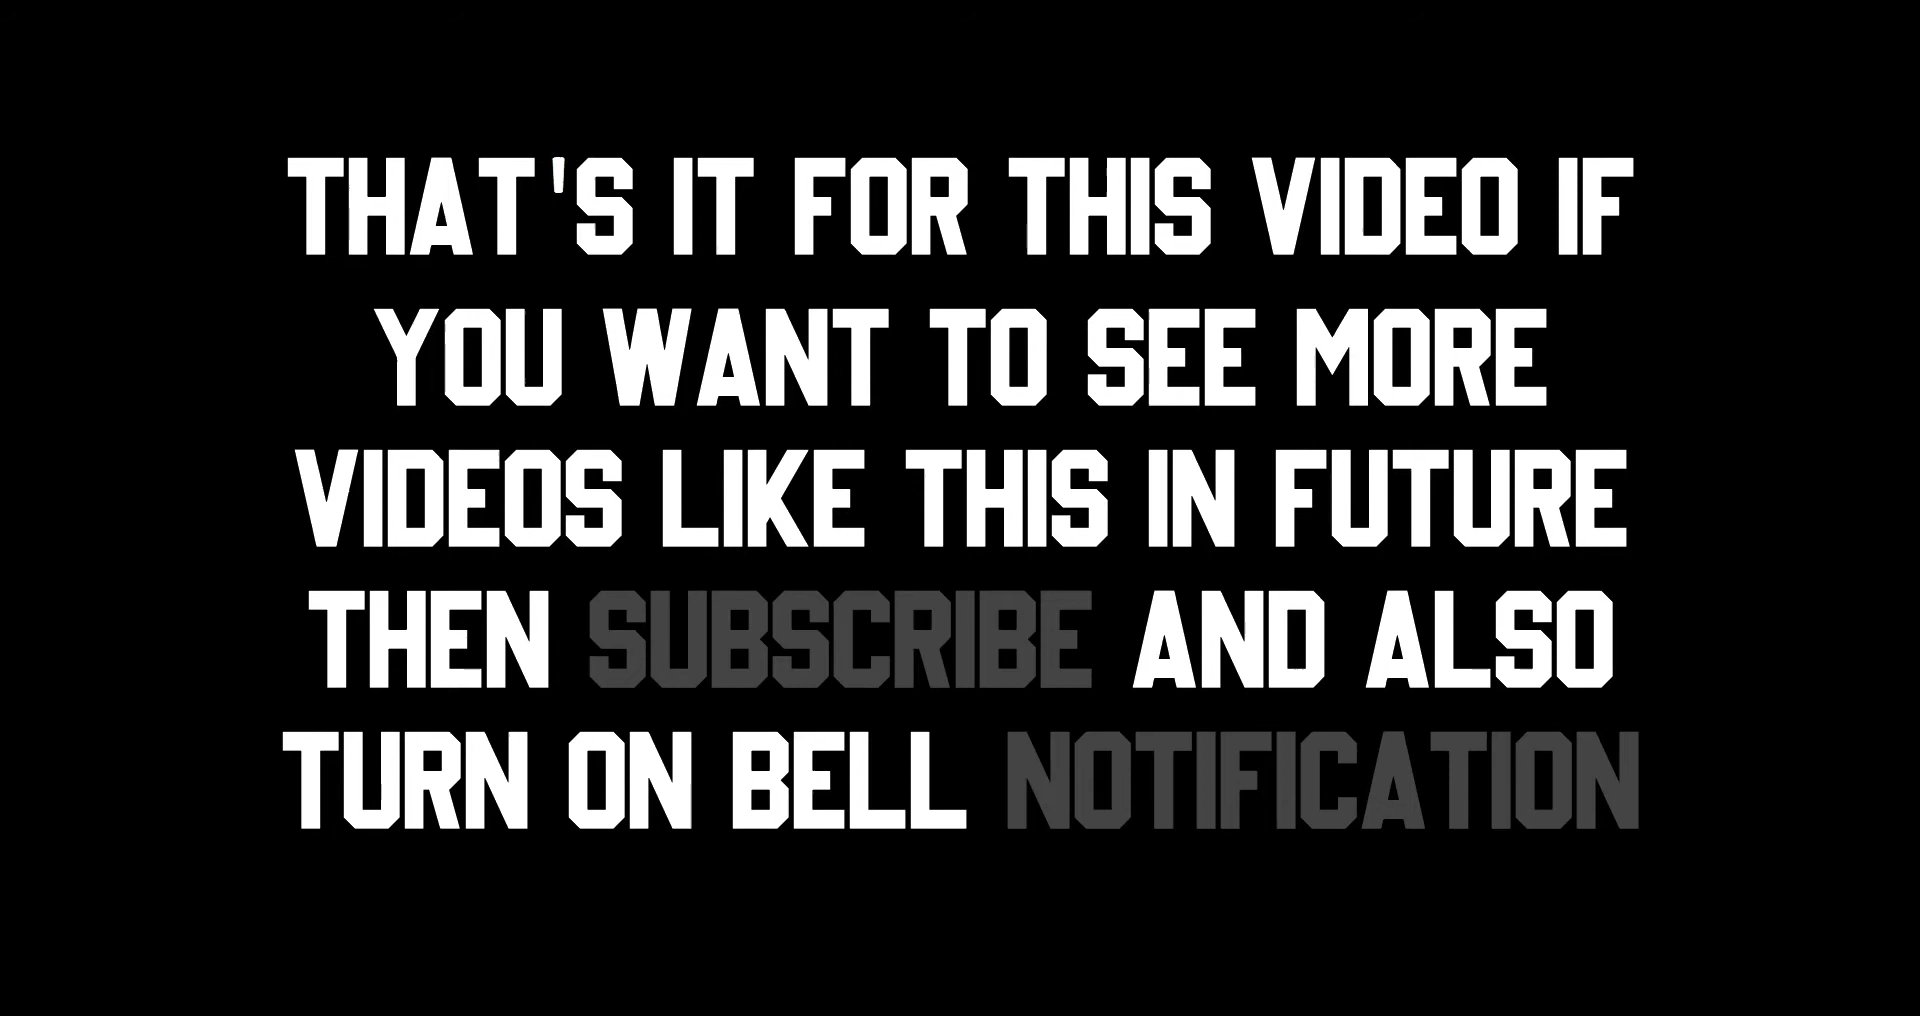 THAT'S IT FOR THIS VIDEO IF
YOU WANT TO SEE MORE
VIDEOS LIKE THIS IN FUTURE
THEN SUBSCRIBE AND ALSO
TURN ON BELL NOTIFICATION